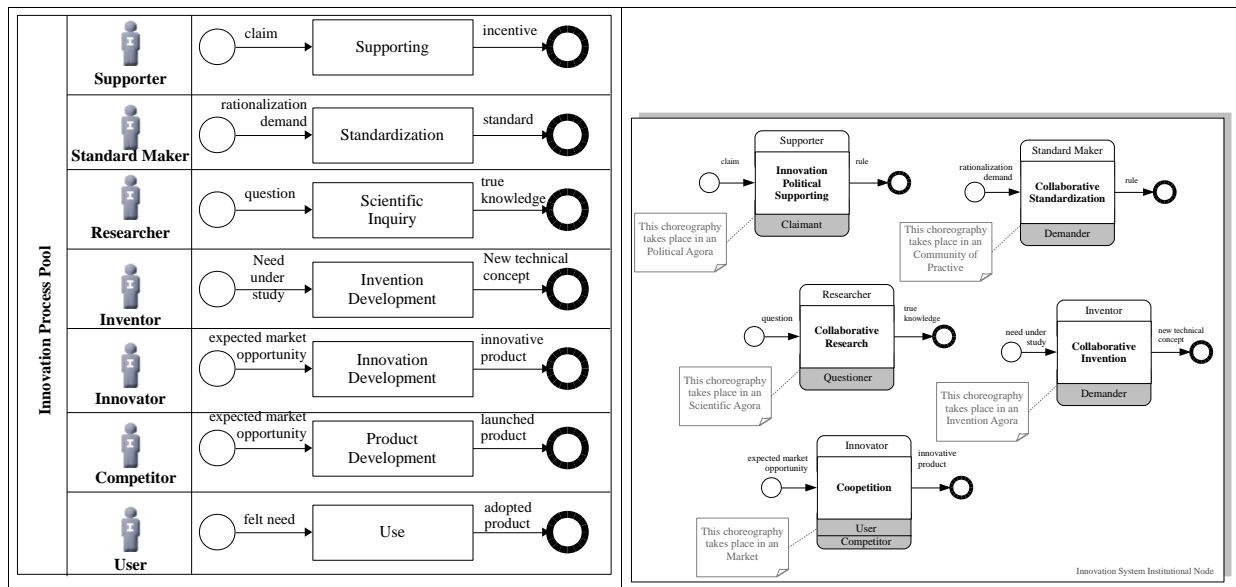 Innovation Process Pool
Supporter
claim
Supporting
incentive
Standard Maker
rationalization
demand
Standardization
standard
Researcher
question
Scientific
Inquiry
true
knowledge
Inventor
Need
under
study
Invention
Development
New technical
concept
Innovator
expected market
opportunity
Innovation
Development
innovative
product
Competitor
expected market
opportunity
Product
Development
launched
product
User
felt need
Use
adopted
product
Supporter
claim
Innovation
Political
Supporting
rule
Claimant
This choreography
takes place in an
Political Agora
Standard Maker
rationalization
demand
Collaborative
Standardization
rule
Demander
This choreography
takes place in an
Community of
Practive
Researcher
question
Collaborative
Research
true
knowledge
Questioner
This choreography
takes place in an
Scientific Agora
Inventor
need under
study
Collaborative
Invention
new technical
concept
Demander
This choreography
takes place in an
Invention Agora
Innovator
expected market
opportunity
Coopetition
innovative
product
User
Competitor
This choreography
takes place in an
Market
Innovation System Institutional Node